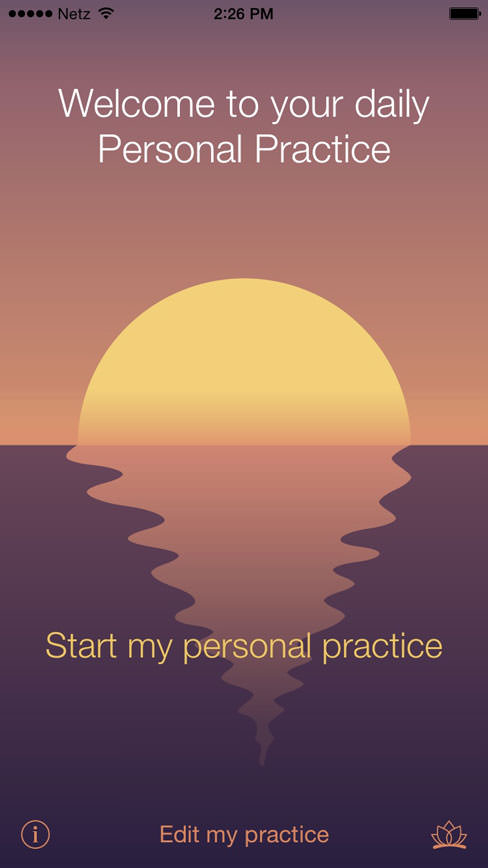 Netz 2:26 PM
Welcome to your daily
Personal Practice
Start my personal practice
i Edit my practice